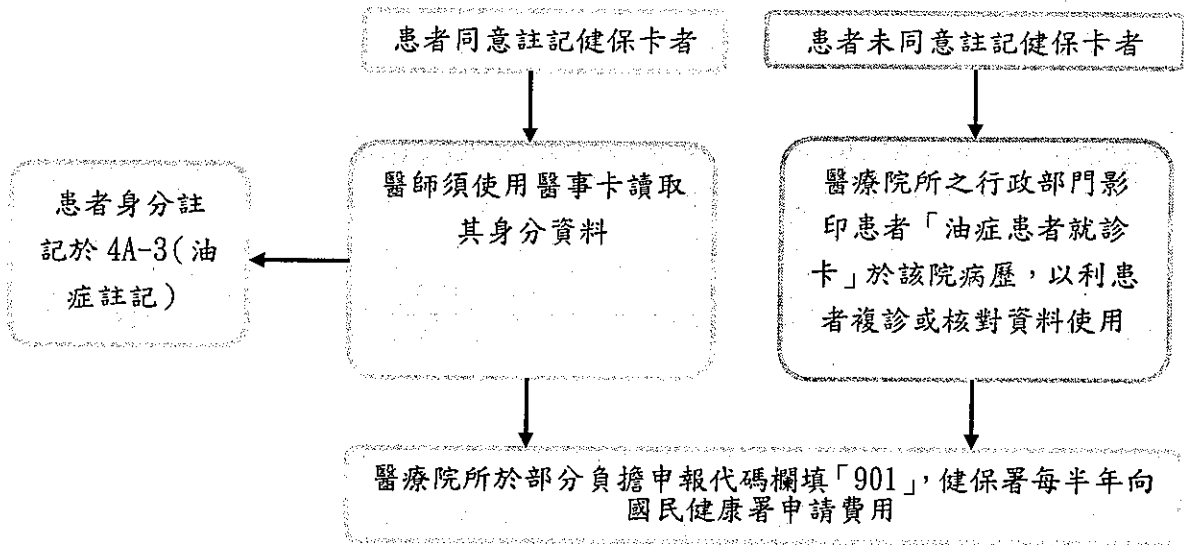 患者同意註記健保卡者
患者未同意註記健保卡者
患者身分註
記於 4A-3(油
症註記)
醫師須使用醫事卡讀取
其身分資料
醫療院所之行政部門影
印患者「油症患者就診
卡」於該院病歷,以利患
者複診或核對資料使用
醫療院所於部分負擔申報代碼欄填「901」,健保署每半年向
國民健康署申請費用